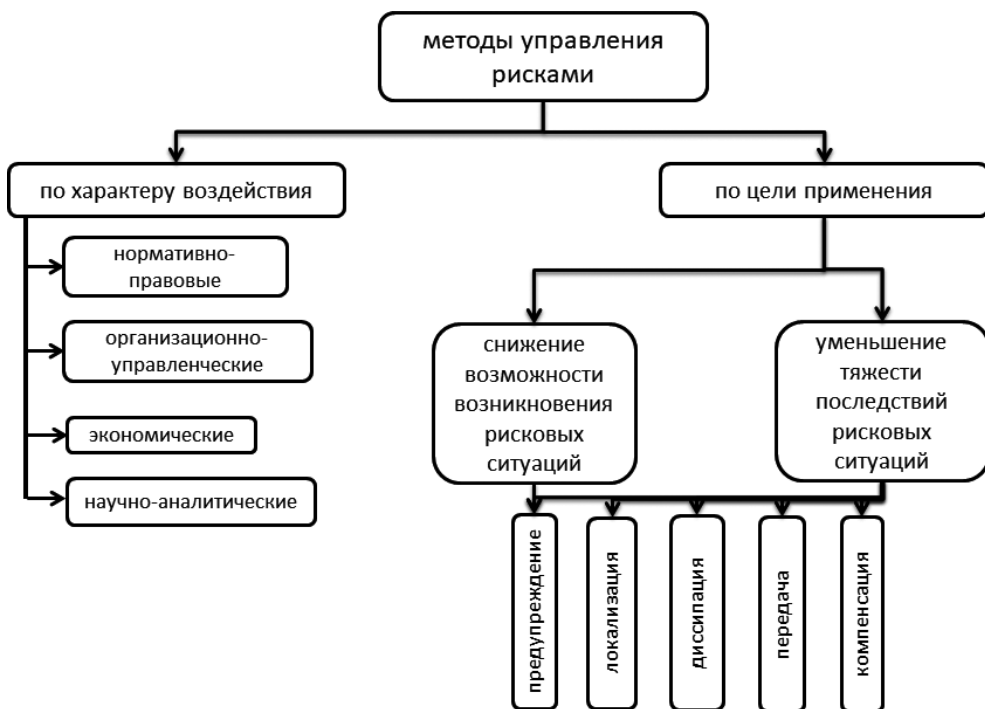 методы управления
рисками
по характеру воздействия
по цели применения
нормативно-
правовые
организационно-
управленческие
экономические
научно-аналитические
снижение
возможности
возникновения
рисковых
ситуаций
уменьшение
тяжести
последствий
рисковых
ситуаций
предупреждение
локализация
диссипация
передача
компенсация